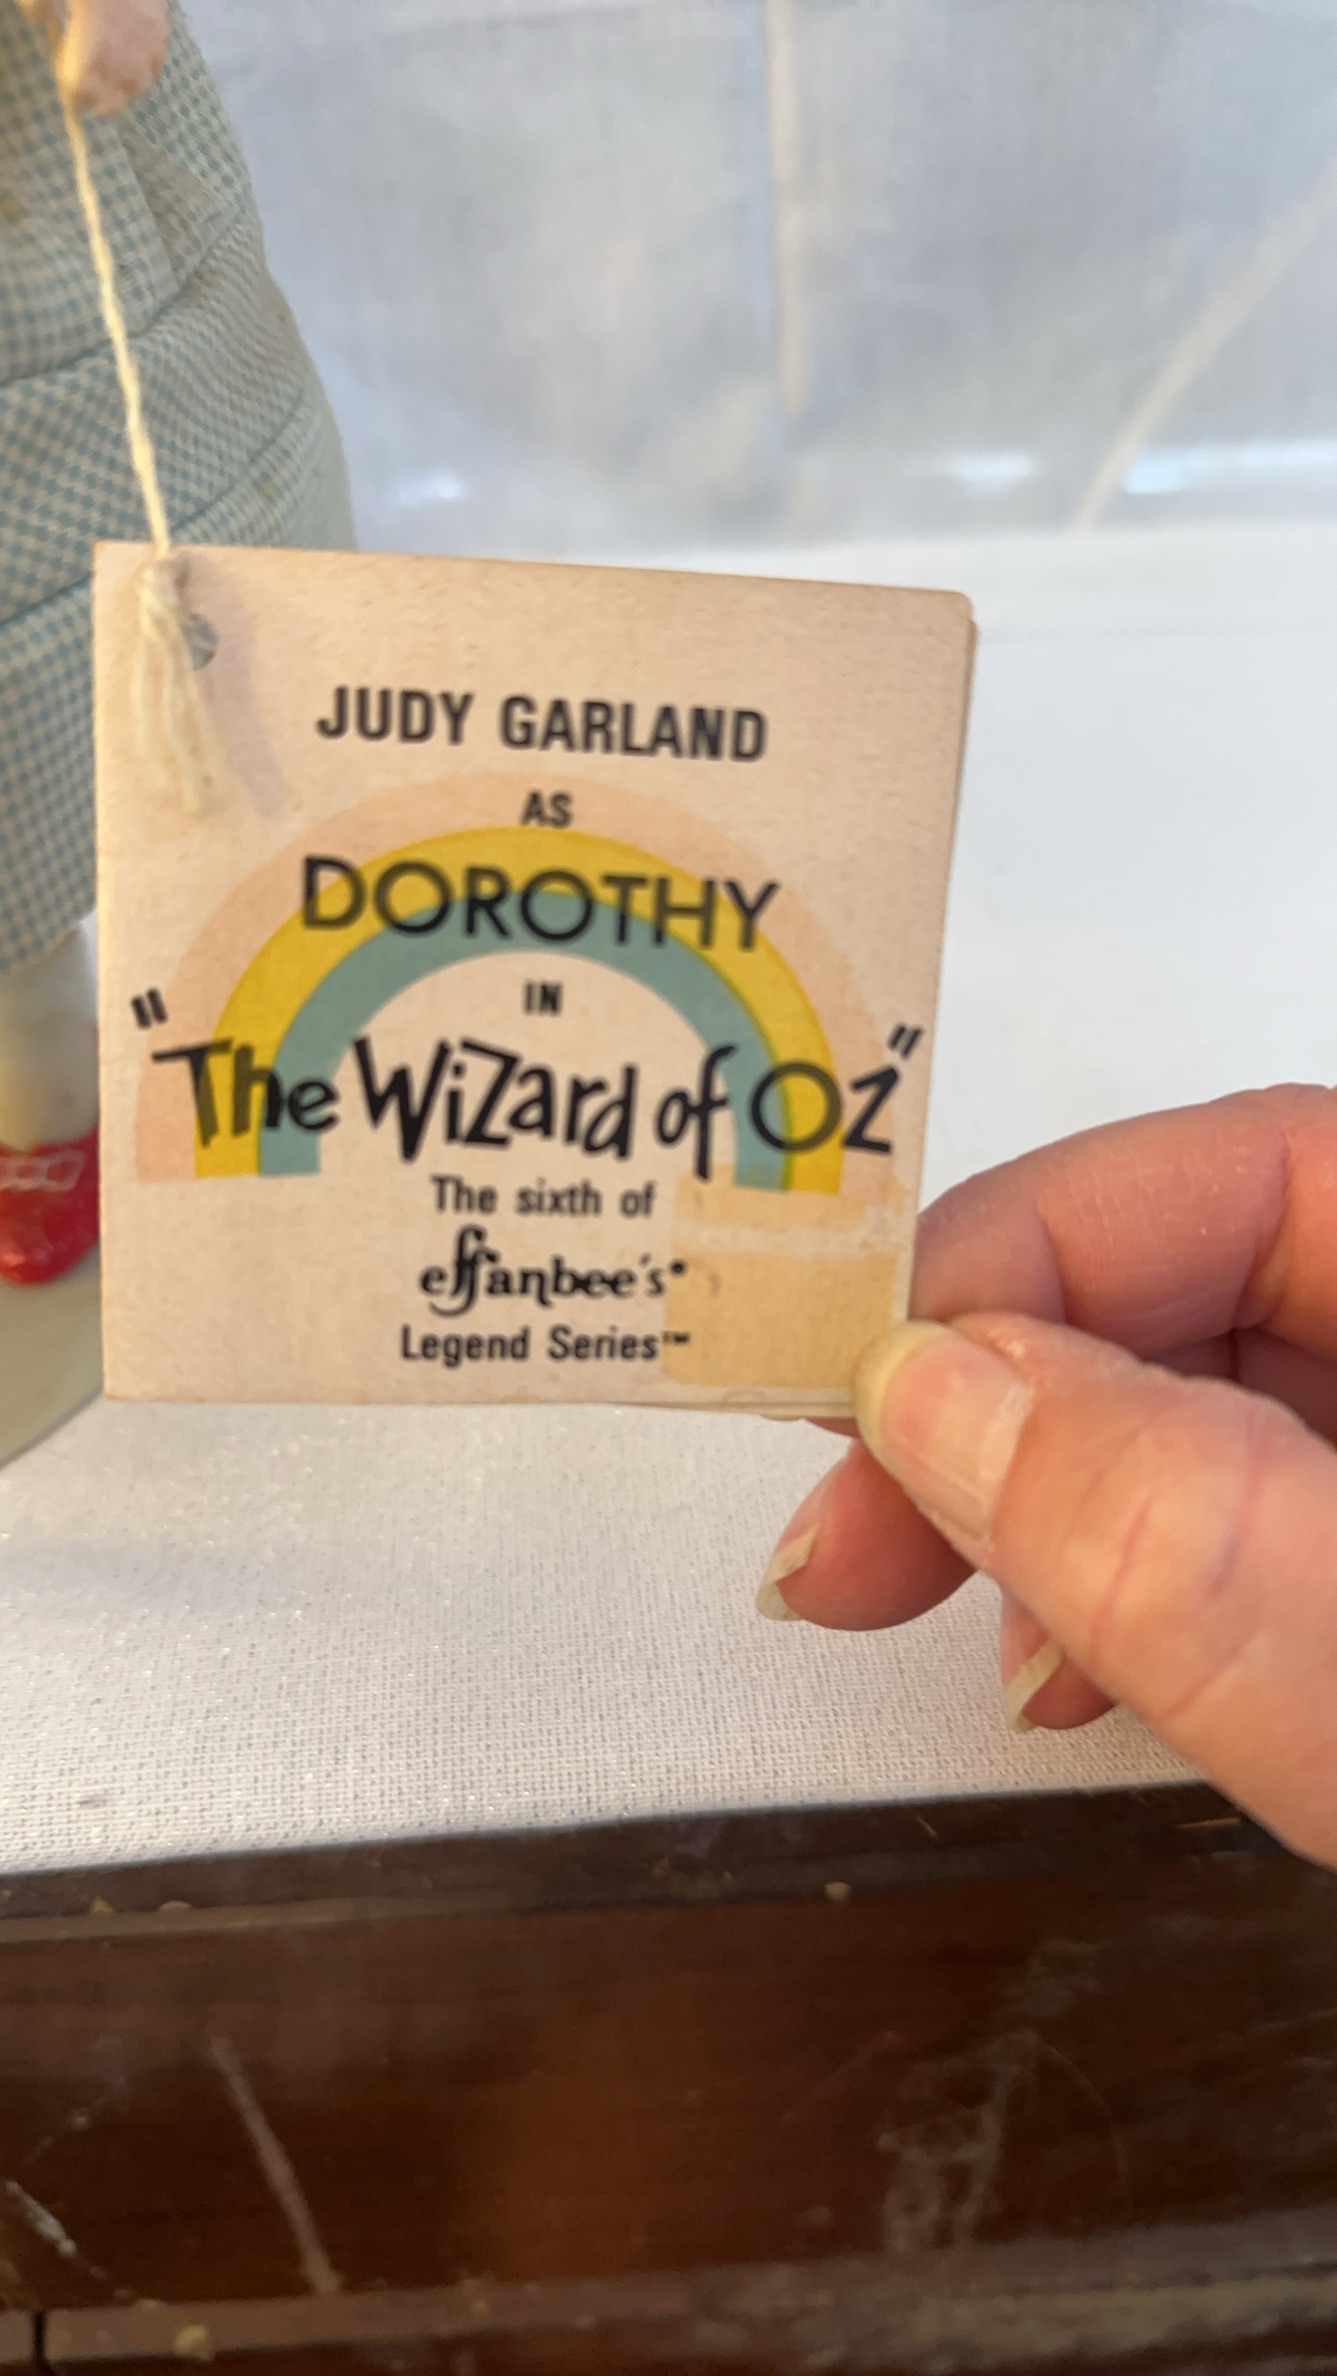 JUDY GARLAND
AS
DOROTHY
IN
"The Wizard of Oz"
The sixth of
effanbee's®
Legend Series™